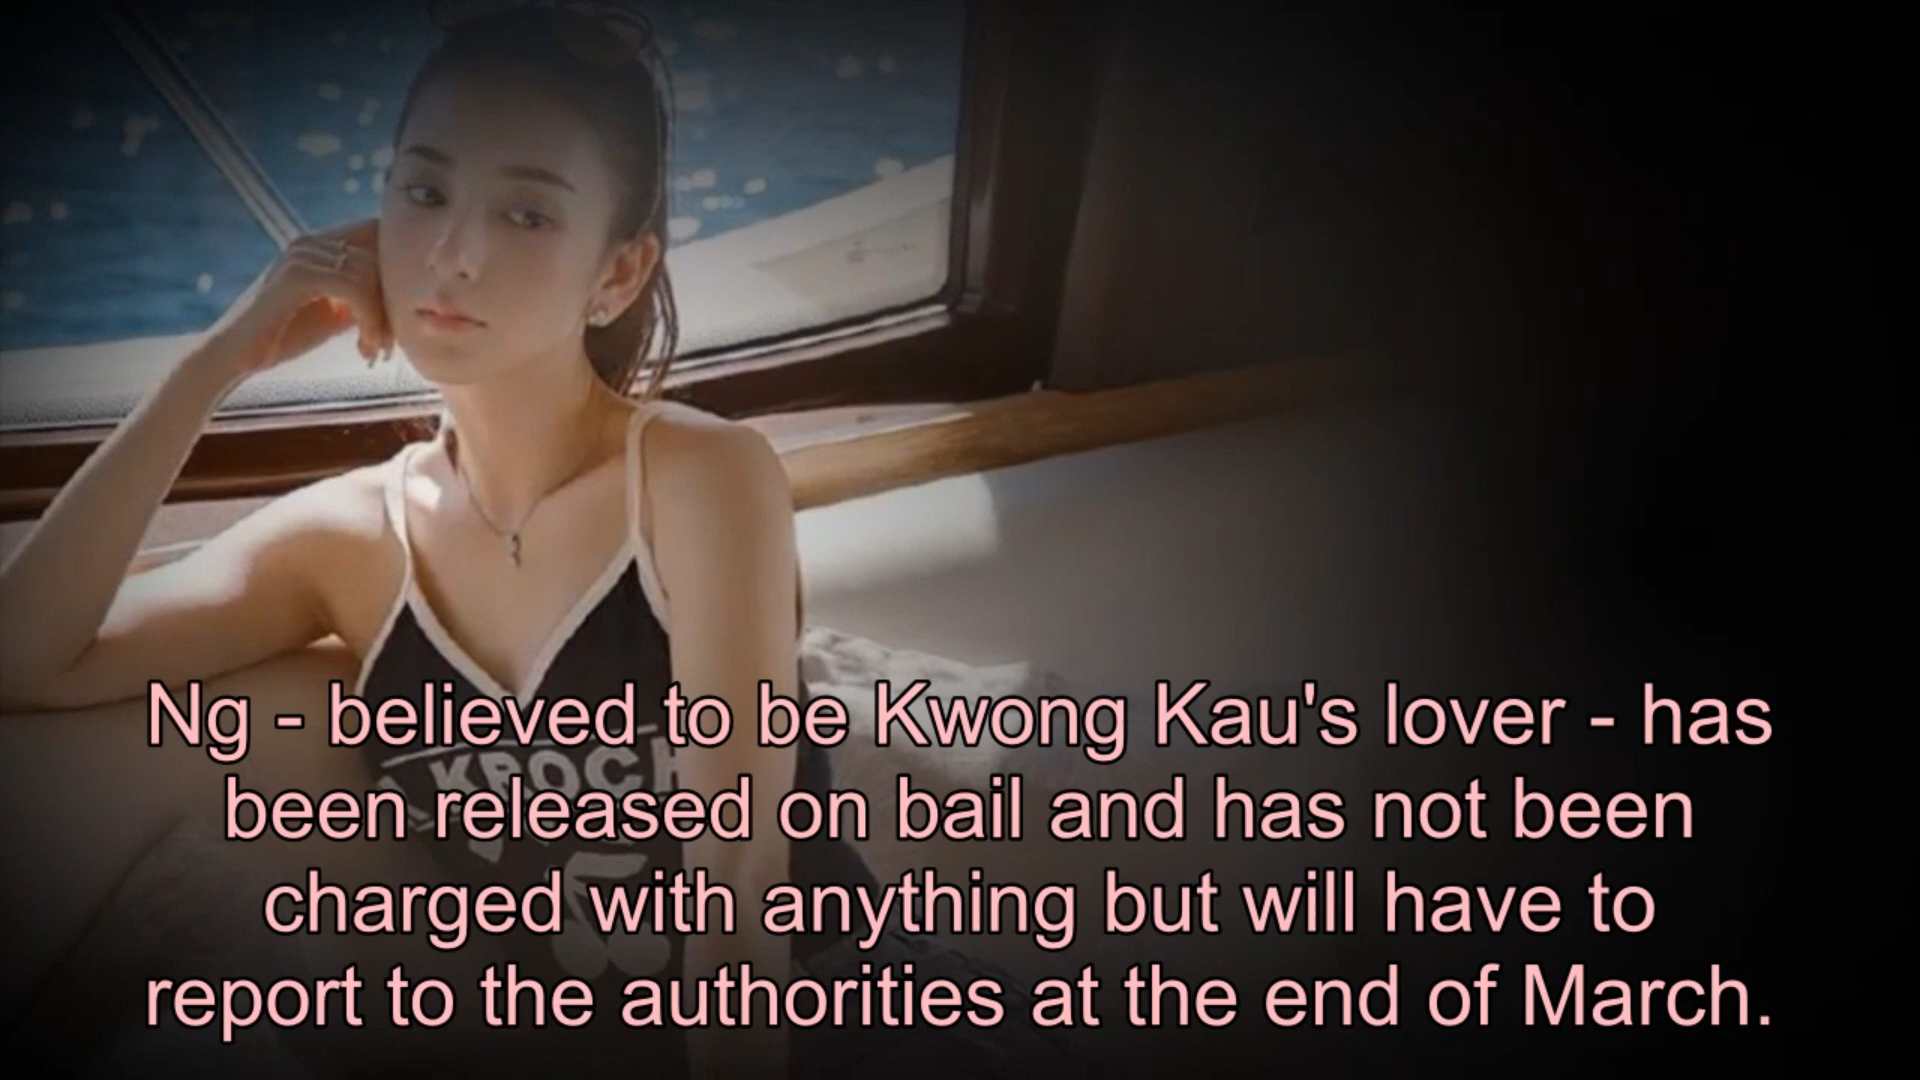 Ng - believed to be Kwong Kau's lover - has
been released on bail and has not been
charged with anything but will have to
report to the authorities at the end of March.